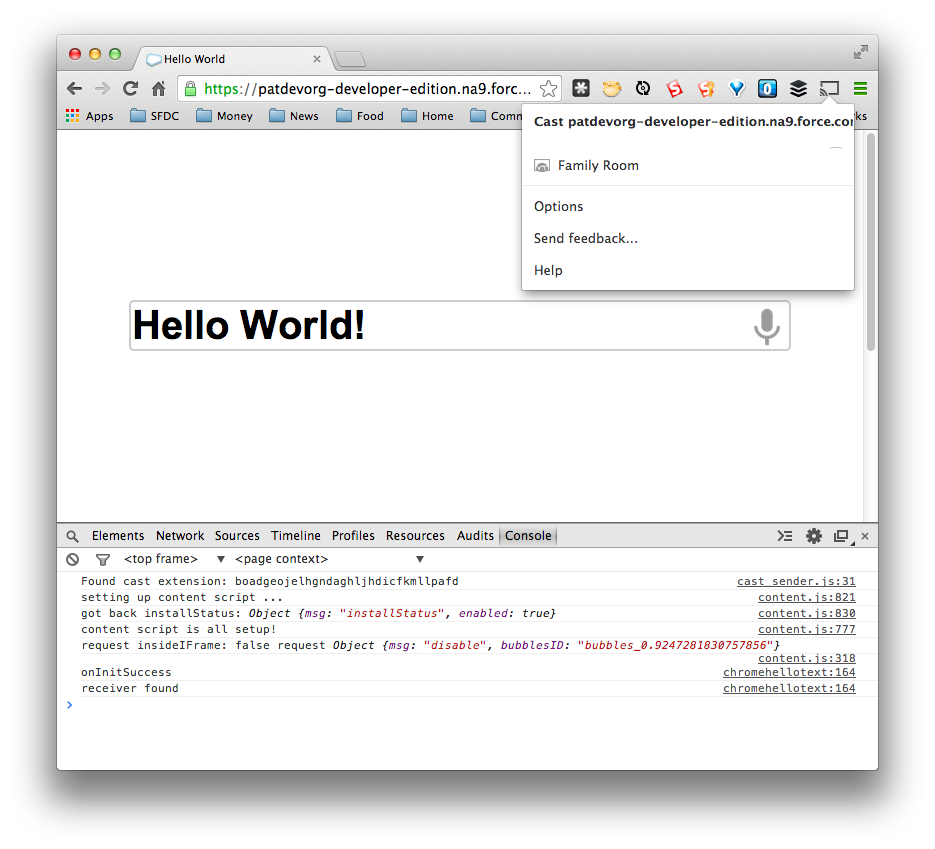 Hello World
https://patdevorg-developer-edition.na9.forc...
Apps SFDC Money News Food Home Comm ks
Cast patdevorg-developer-edition.na9.force.com
Family Room
Options
Send feedback...
Help
Hello World!
Elements Network Sources Timeline Profiles Resources Audits Console
<top frame> <page context>
Found cast extension: boadgeojelhgndaghljhdicfkmllpafd cast_sender.js:31
setting up content script ... content.js:821
got back installStatus: Object {msg: "installStatus", enabled: true} content.js:830
content script is all setup! content.js:777
request insideIFrame: false request Object {msg: "disable", bubblesID: "bubbles_0.9247281830757856"}
content.js:318
onInitSuccess chromehellotext:164
receiver found chromehellotext:164